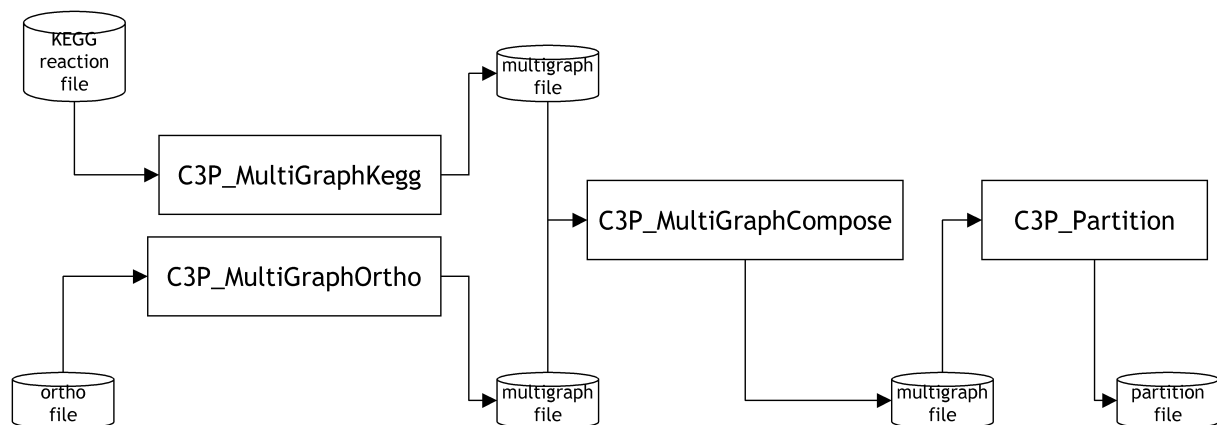 KEGG
reaction
file
multigraph
file
C3P_MultiGraphKegg
C3P_MultiGraphCompose
C3P_Partition
C3P_MultiGraphOrtho
ortho
file
multigraph
file
multigraph
file
partition
file